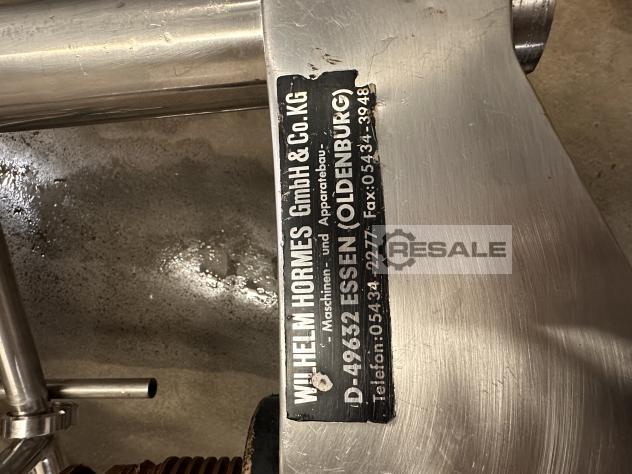 WILHELM HORMES GmbH & Co.KG
- Maschinen- und Apparatebau-
D-49632 ESSEN (OLDENBURG)
Telefon:05434-2277 Fax:05434-3948
RESALE